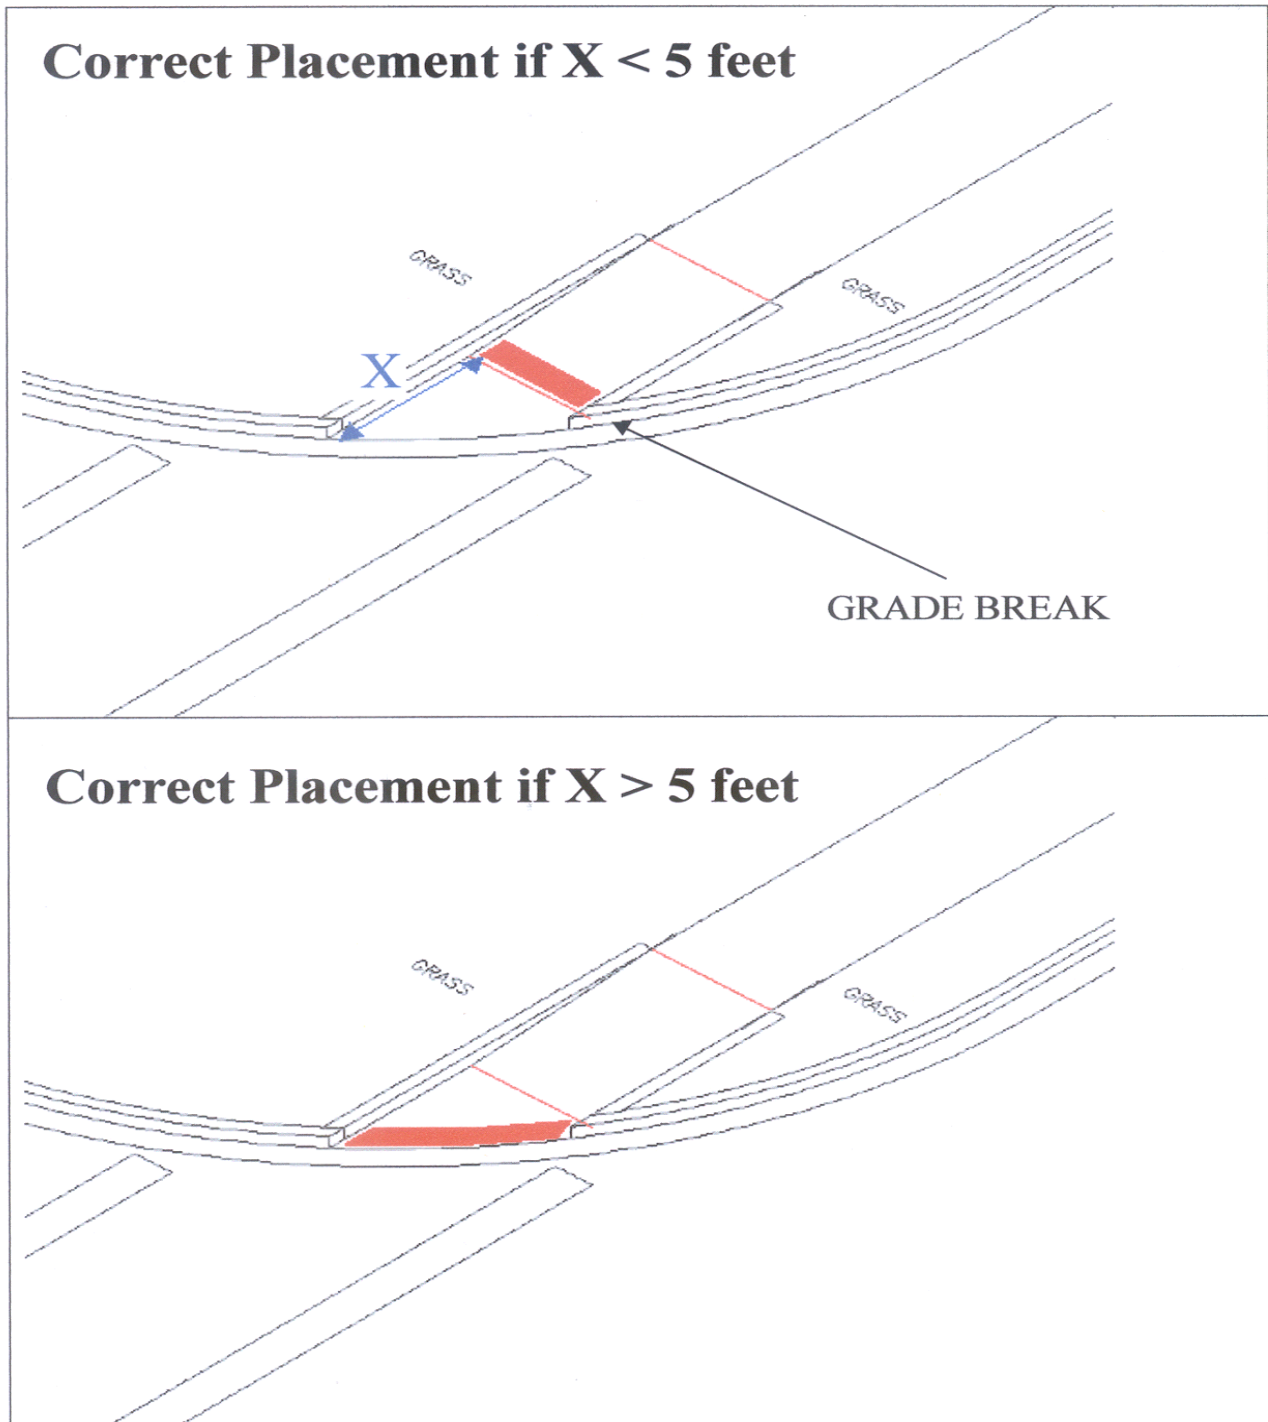 Correct Placement if X < 5 feet
GRASS
GRASS
X
GRADE BREAK
Correct Placement if X > 5 feet
GRASS
GRASS